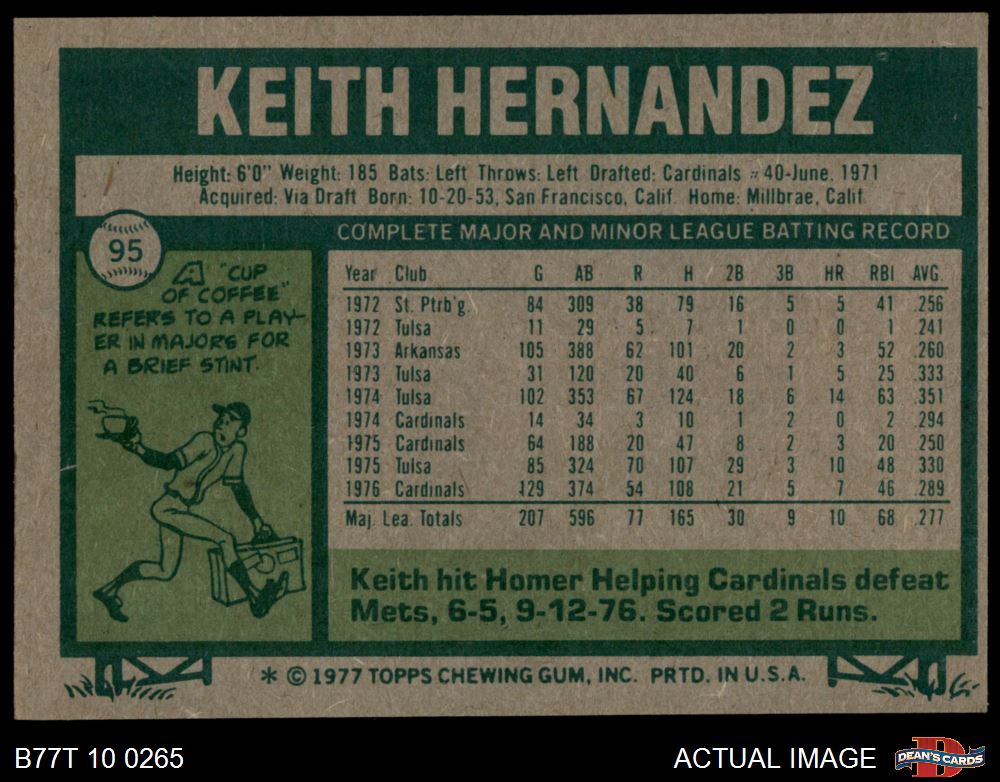 KEITH HERNANDEZ
Height: 6'0" Weight: 185 Bats: Left Throws: Left Drafted: Cardinals #40-June, 1971
Acquired: Via Draft Born: 10-20-53, San Francisco, Calif. Home: Millbrae, Calif.
95
COMPLETE MAJOR AND MINOR LEAGUE BATTING RECORD
A "CUP
OF COFFEE"
REFERS TO A PLAY-
ER IN MAJORS FOR
A BRIEF STINT.
Year Club G AB R H 2B 3B HR RBI AVG.
1972 St. Ptrb'g. 84 309 38 79 16 5 5 41 .256
1972 Tulsa 11 29 5 7 1 0 0 1 .241
1973 Arkansas 105 388 62 101 20 2 3 52 .260
1973 Tulsa 31 120 20 40 6 1 5 25 .333
1974 Tulsa 102 353 67 124 18 6 14 63 .351
1974 Cardinals 14 34 3 10 1 2 0 2 .294
1975 Cardinals 64 188 20 47 8 2 3 20 .250
1975 Tulsa 85 324 70 107 29 3 10 48 .330
1976 Cardinals 129 374 54 108 21 5 7 46 .289
Maj. Lea. Totals 207 596 77 165 30 9 10 68 .277
Keith hit Homer Helping Cardinals defeat
Mets, 6-5, 9-12-76. Scored 2 Runs.
* © 1977 TOPPS CHEWING GUM, INC. PRTD. IN U.S.A.
B77T 10 0265
ACTUAL IMAGE
D
DEAN'S CARDS